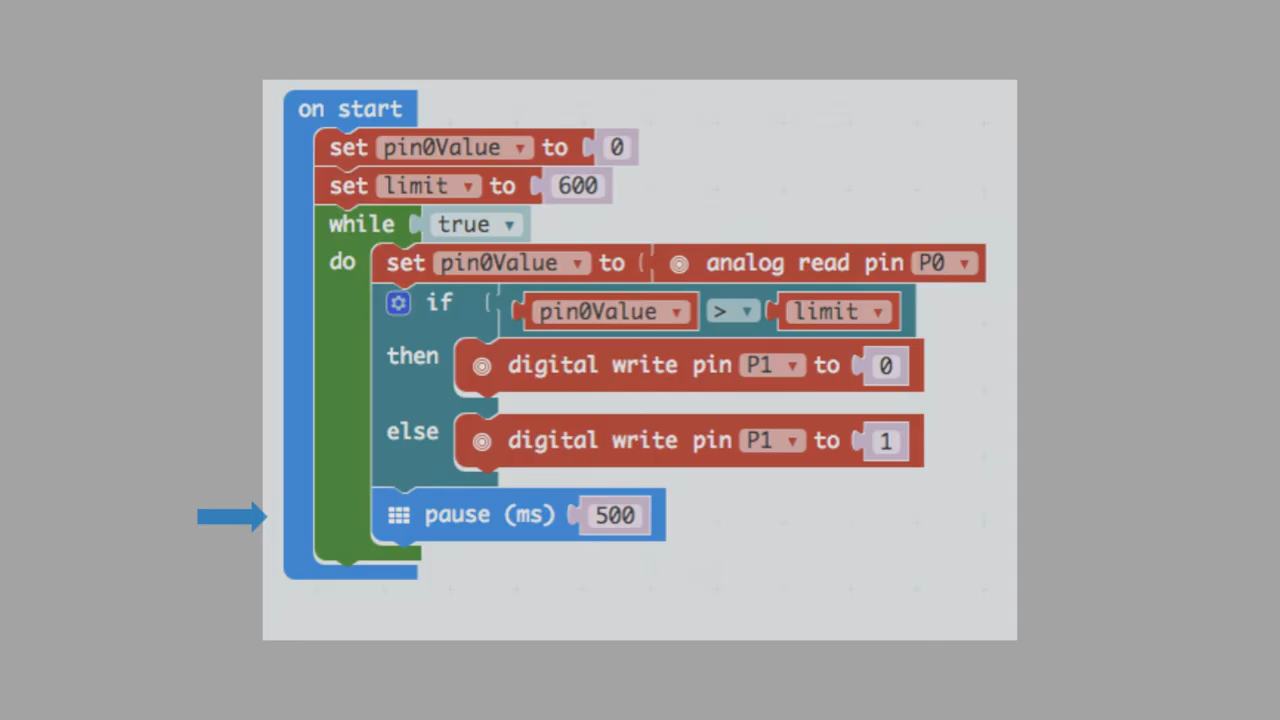 on start
set pin0Value to 0
set limit to 600
while true
do set pin0Value to analog read pin P0
if pin0Value > limit
then digital write pin P1 to 0
else digital write pin P1 to 1
pause (ms) 500